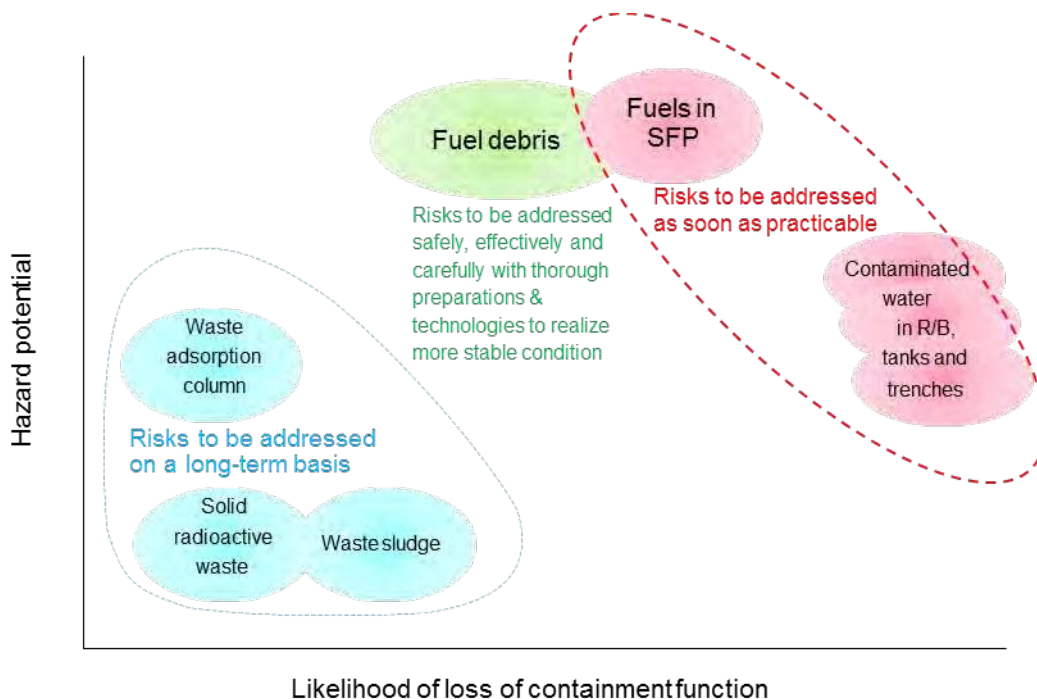 Hazard potential
Fuel debris
Fuels in
SFP
Risks to be addressed
as soon as practicable
Risks to be addressed
safely, effectively and
carefully with thorough
preparations &
technologies to realize
more stable condition
Contaminated
water
in R/B,
tanks and
trenches
Waste
adsorption
column
Risks to be addressed
on a long-term basis
Solid
radioactive
waste
Waste sludge
Likelihood of loss of containment function